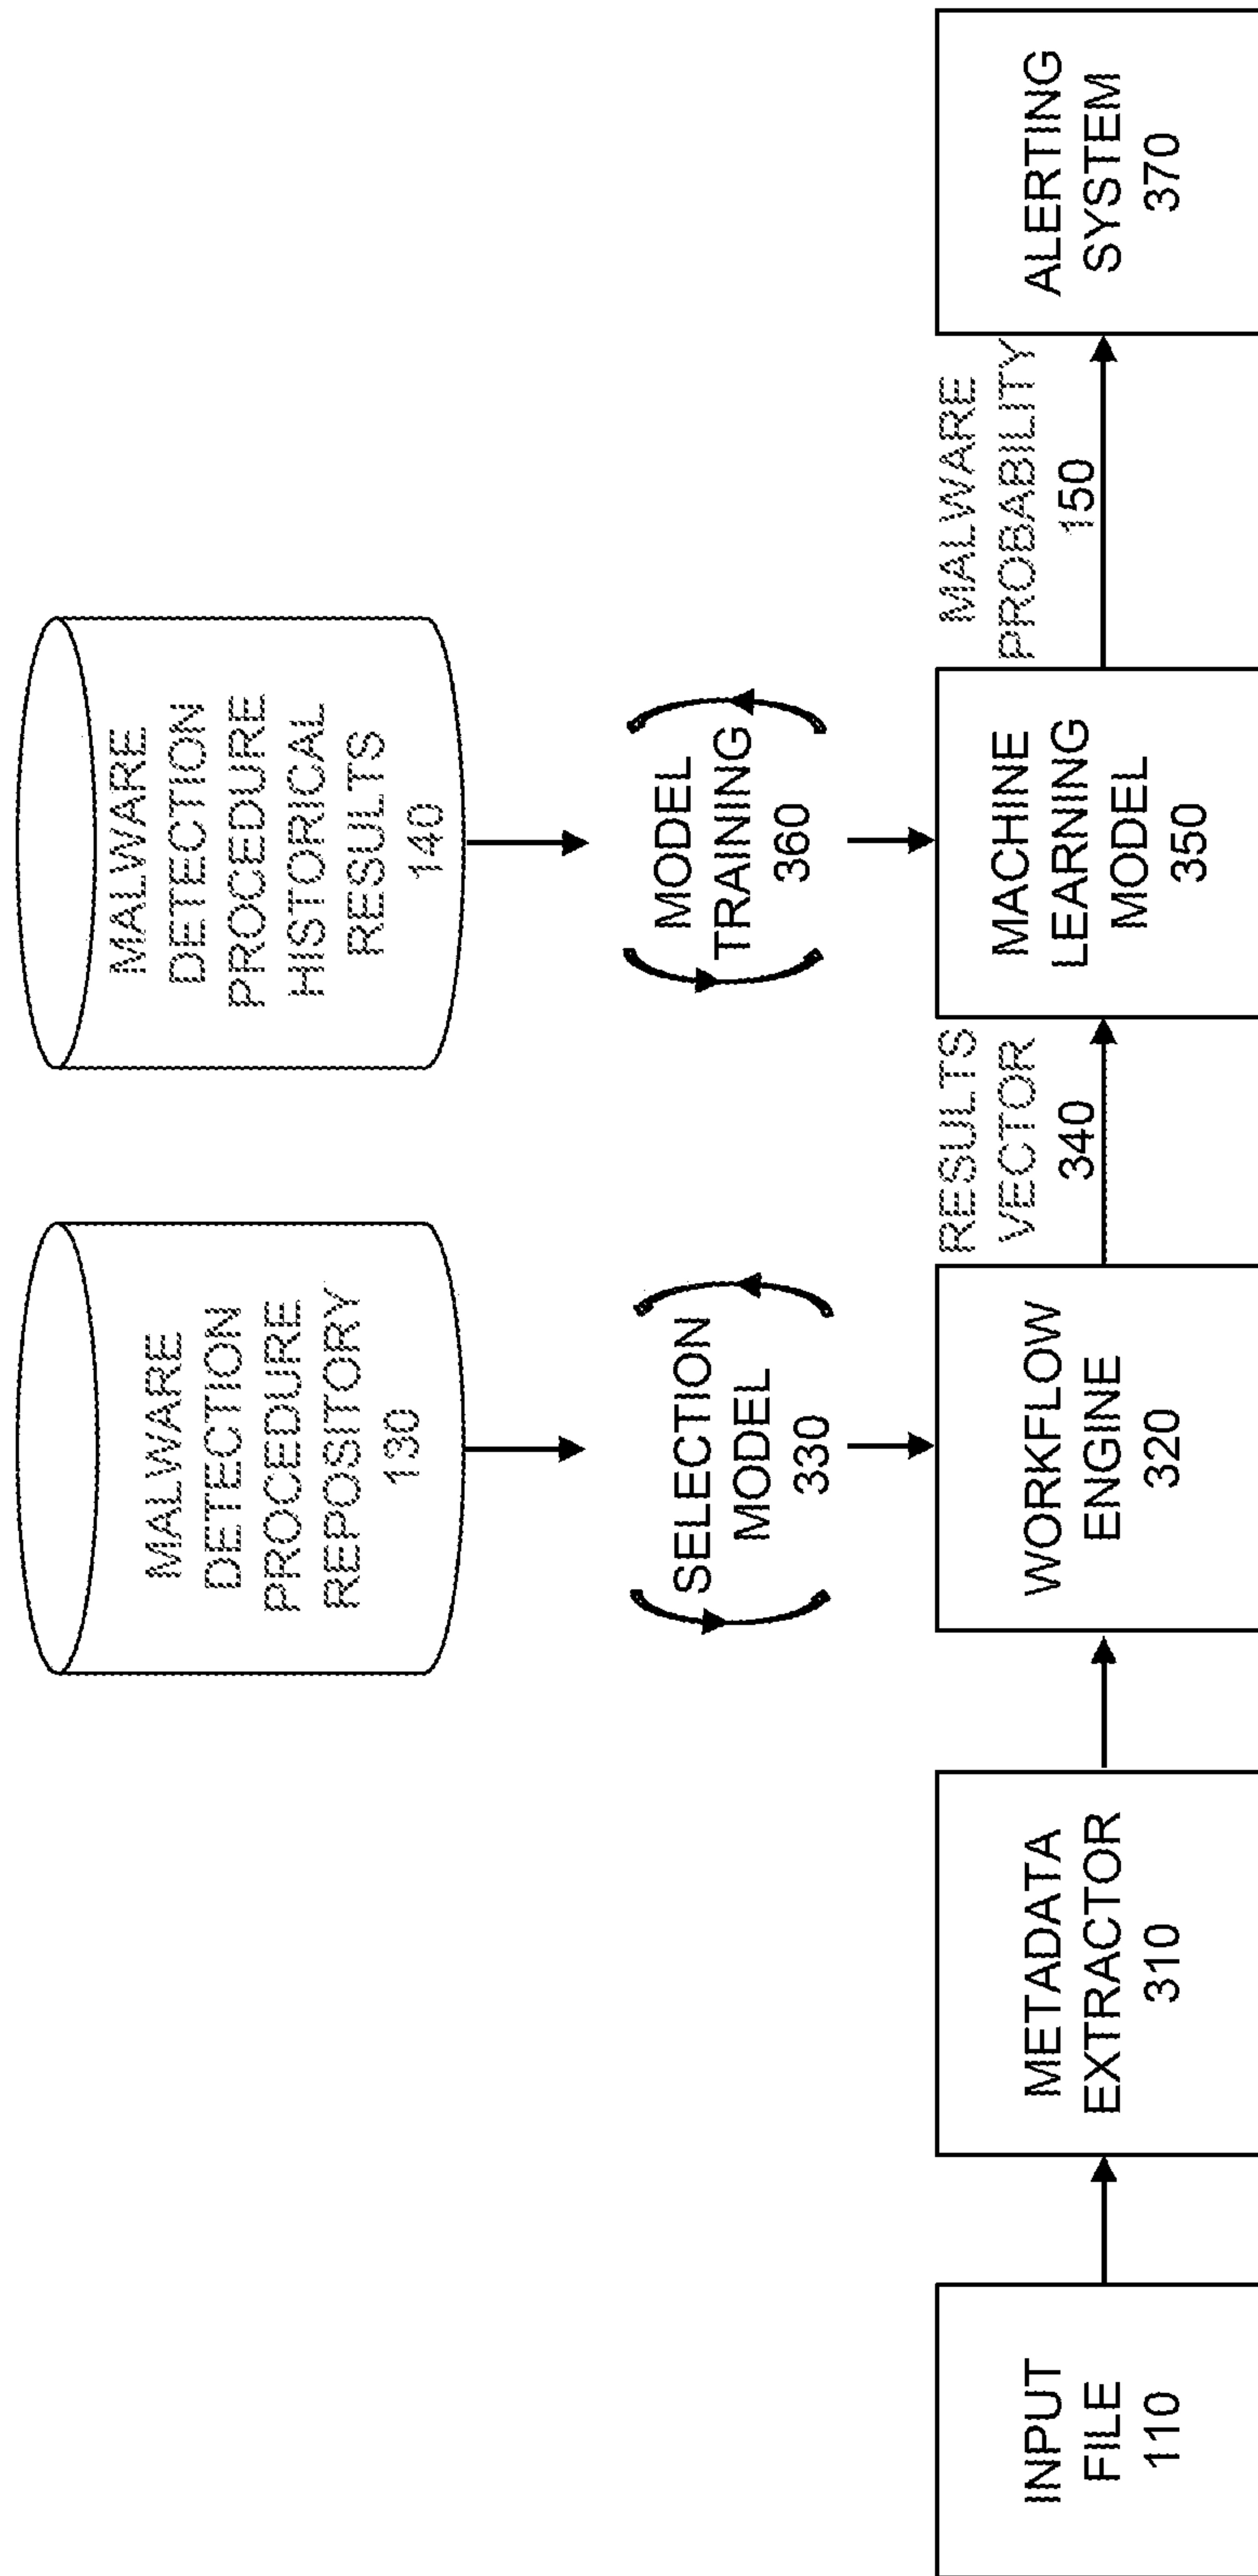 MALWARE
DETECTION
PROCEDURE
REPOSITORY
130
MALWARE
DETECTION
PROCEDURE
HISTORICAL
RESULTS
140
SELECTION
MODEL
330
MODEL
TRAINING
360
INPUT
FILE
110
METADATA
EXTRACTOR
310
WORKFLOW
ENGINE
320
RESULTS
VECTOR
340
MACHINE
LEARNING
MODEL
350
MALWARE
PROBABILITY
150
ALERTING
SYSTEM
370